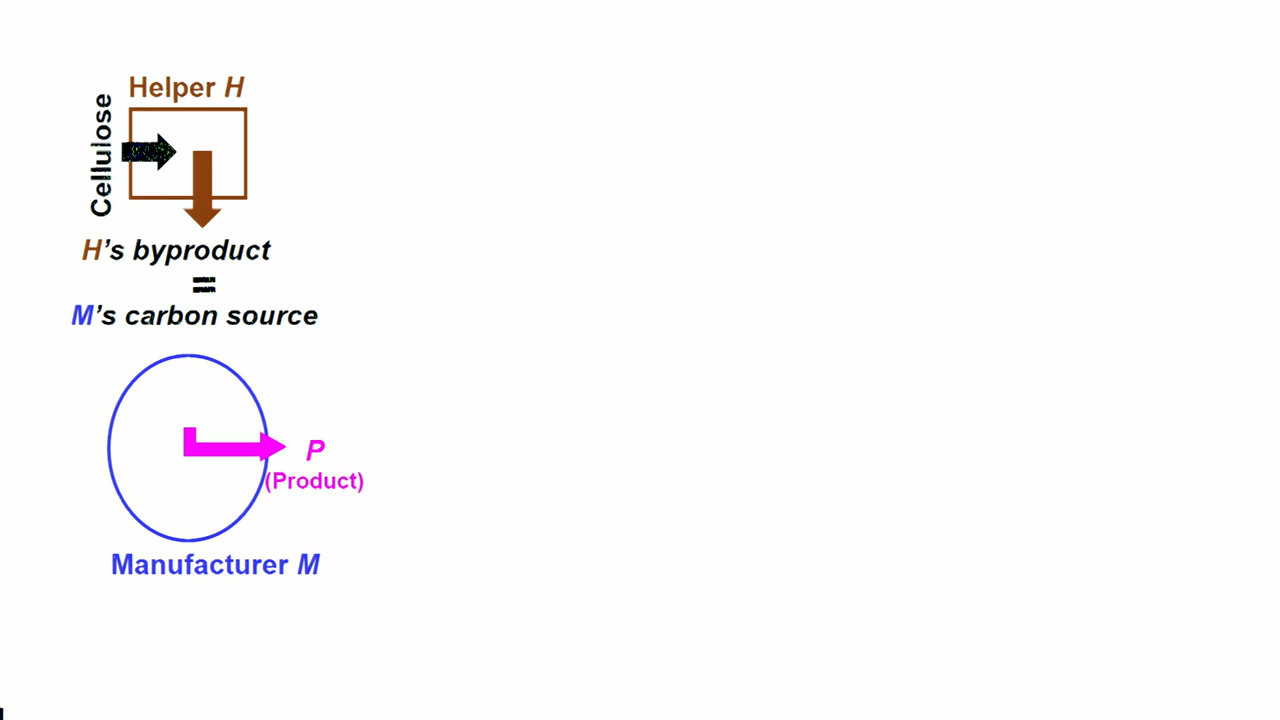 Helper H
Cellulose
H's byproduct
=
M's carbon source
P
(Product)
Manufacturer M